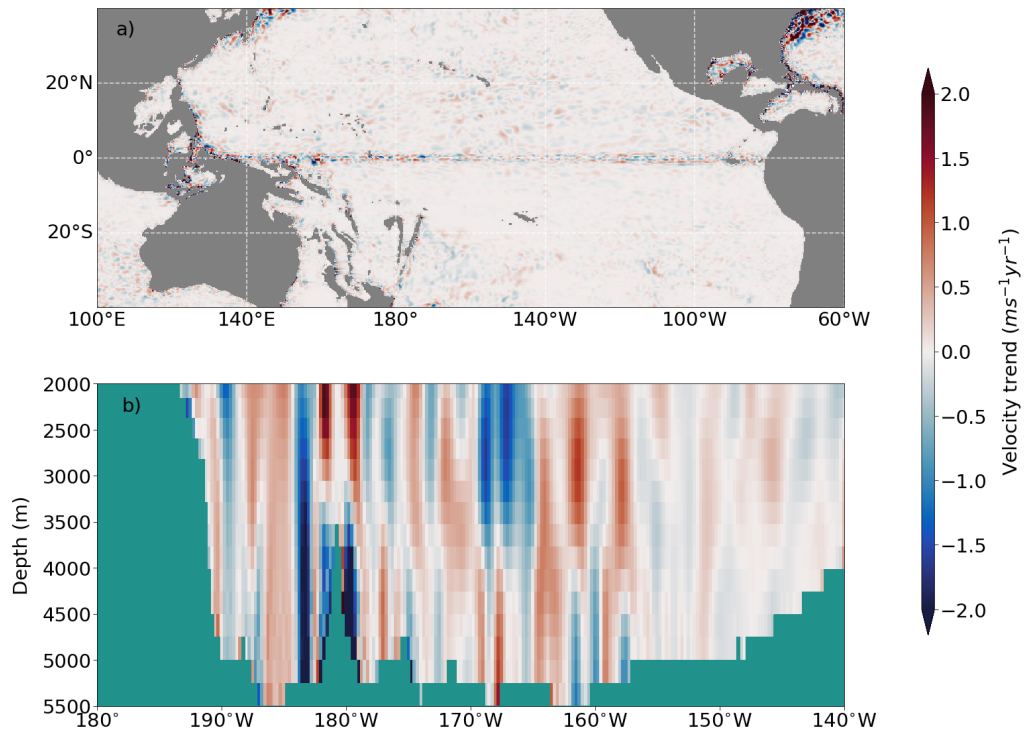 a)
20°N
0°
20°S
100°E 140°E 180° 140°W 100°W 60°W
b)
2000
2500
3000
3500
4000
4500
5000
5500
Depth (m)
180° 190°W 180°W 170°W 160°W 150°W 140°W
2.0
1.5
1.0
0.5
0.0
−0.5
−1.0
−1.5
−2.0
Velocity trend (ms⁻¹yr⁻¹)